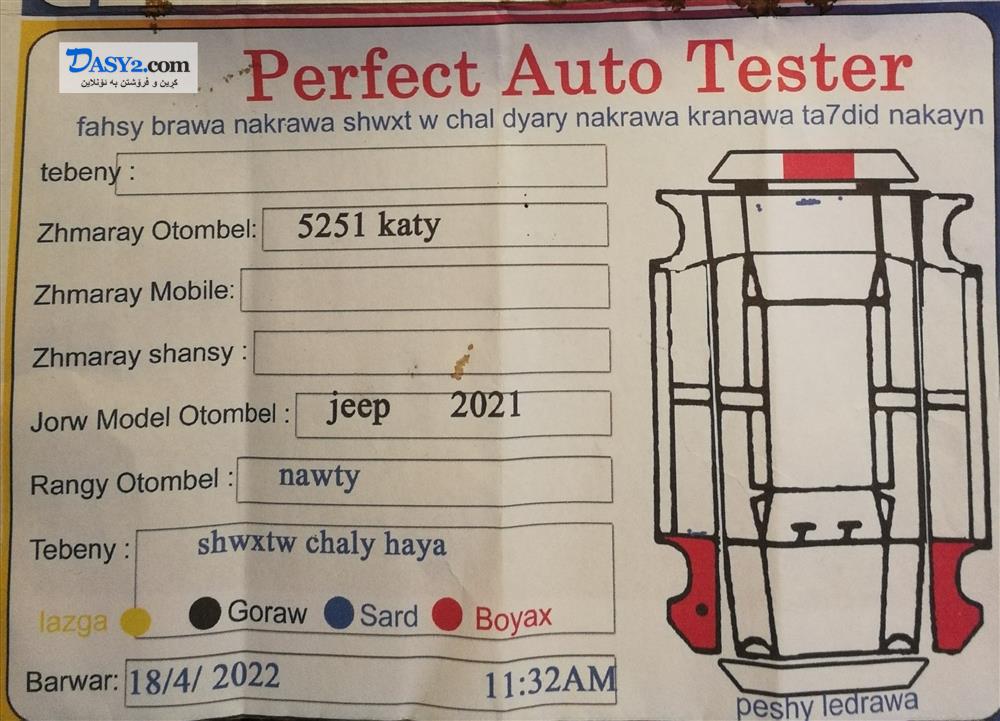 DASY2.com
کڕین و فرۆشتن بە ئۆنلاین
Perfect Auto Tester
fahsy brawa nakrawa shwxt w chal dyary nakrawa kranawa ta7did nakayn
tebeny :
Zhmaray Otombel: 5251 katy
Zhmaray Mobile:
Zhmaray shansy :
Jorw Model Otombel : jeep 2021
Rangy Otombel : nawty
Tebeny : shwxtw chaly haya
lazga Goraw Sard Boyax
Barwar: 18/4/ 2022 11:32AM
peshy ledrawa